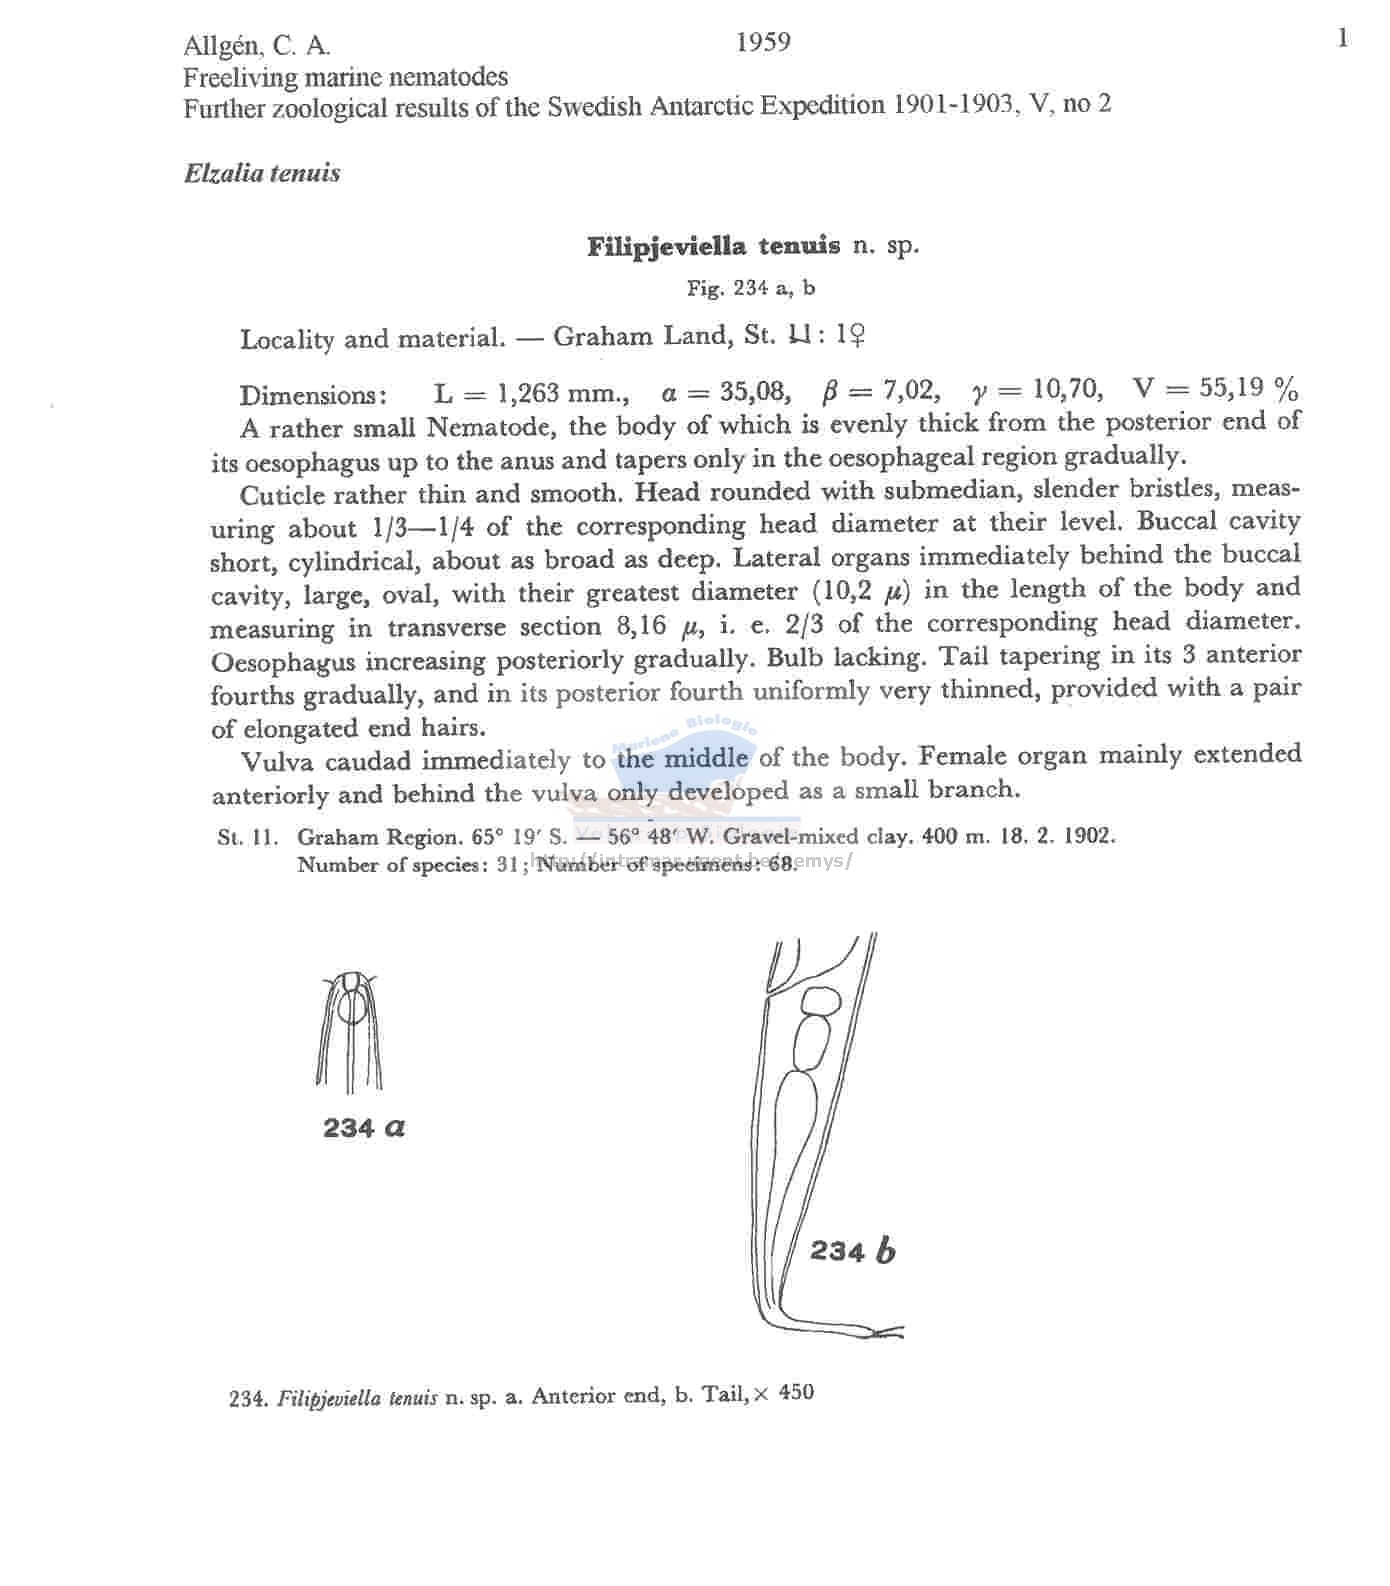 Allgén, C. A. 1959 1
Freeliving marine nematodes
Further zoological results of the Swedish Antarctic Expedition 1901-1903, V, no 2
Elzalia tenuis
Filipjeviella tenuis n. sp.
Fig. 234 a, b
Locality and material. — Graham Land, St. 11 : 1♀
Dimensions: L = 1,263 mm., α = 35,08, β = 7,02, γ = 10,70, V = 55,19 %
A rather small Nematode, the body of which is evenly thick from the posterior end of
its oesophagus up to the anus and tapers only in the oesophageal region gradually.
Cuticle rather thin and smooth. Head rounded with submedian, slender bristles, meas-
uring about 1/3—1/4 of the corresponding head diameter at their level. Buccal cavity
short, cylindrical, about as broad as deep. Lateral organs immediately behind the buccal
cavity, large, oval, with their greatest diameter (10,2 μ) in the length of the body and
measuring in transverse section 8,16 μ, i. e. 2/3 of the corresponding head diameter.
Oesophagus increasing posteriorly gradually. Bulb lacking. Tail tapering in its 3 anterior
fourths gradually, and in its posterior fourth uniformly very thinned, provided with a pair
of elongated end hairs.
Mariene Biologie
Vulva caudad immediately to the middle of the body. Female organ mainly extended
anteriorly and behind the vulva only developed as a small branch.
St. 11. Graham Region. 65° 19′ S. — 56° 48′ W. Gravel-mixed clay. 400 m. 18. 2. 1902.
Number of species: 31; Number of specimens: 68.
http://intramar.ugent.be/nemys/
234 a
234 b
234. Filipjeviella tenuis n. sp. a. Anterior end, b. Tail, × 450